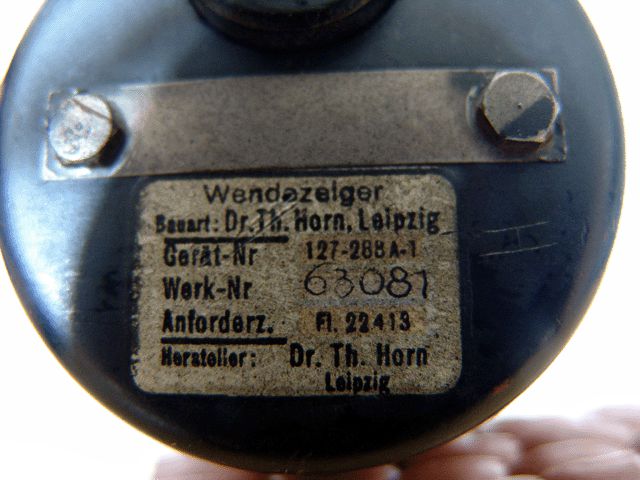 Wendezeiger
Bauart: Dr. Th. Horn, Leipzig
Gerät-Nr 127-288A-1
Werk-Nr 63081
Anforderz. Fl. 22413
Hersteller: Dr. Th. Horn
Leipzig